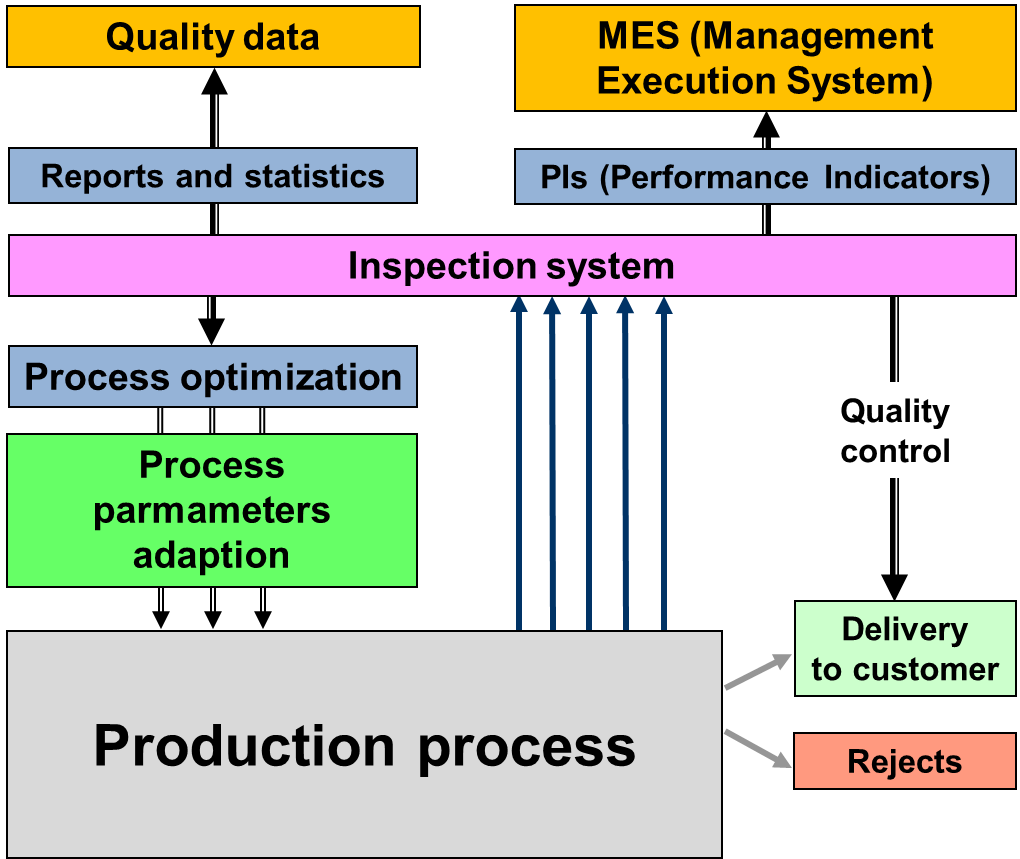 Quality data
MES (Management
Execution System)
Reports and statistics
PIs (Performance Indicators)
Inspection system
Process optimization
Quality
control
Process
parmameters
adaption
Delivery
to customer
Production process
Rejects